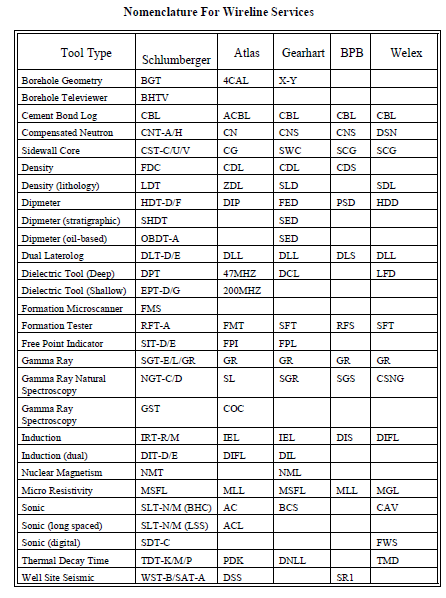 Nomenclature For Wireline Services
Tool Type Schlumberger Atlas Gearhart BPB Welex
Borehole Geometry BGT 4CAL X-Y
Borehole Televiewer BHTV
Cement Bond Log CBL ACBL CBL CBL CBL
Compensated Neutron CNT-A/H CN CNS CNS DSN
Sidewall Core CST-C/U/V CG SWC SCG SCG
Density FDC CDL CDL CDS
Density (lithology) LDT ZDL SLD SDL
Dipmeter HDT-D/F DIP FED PSD HDD
Dipmeter (stratigraphic) SHDT SED
Dipmeter (oil-based) OBDT-A SED
Dual Laterolog DLT-D/E DLL DLL DLS DLL
Dielectric Tool (Deep) DPT 47MHZ DCL LFD
Dielectric Tool (Shallow) EPT-D/G 200MHZ
Formation Microscanner FMS
Formation Tester RFT-A FMT SFT RFS SFT
Free Point Indicator SIT-D/E FPI FPL
Gamma Ray SGT-E/L/GR GR GR GR GR
Gamma Ray Natural NGT-C/D SL SGR SGS CSNG
Spectroscopy
Gamma Ray GST COC
Spectroscopy
Induction IRT-R/M IEL IEL DIS DIFL
Induction (dual) DIT-D/E DIFL DIL
Nuclear Magnetism NMT NML
Micro Resistivity MSFL MLL MSFL MLL MGL
Sonic SLT-N/M (BHC) AC BCS CAV
Sonic (long spaced) SLT-N/M (LSS) ACL
Sonic (digital) SDT-C FWS
Thermal Decay Time TDT-K/M/P PDK DNLL TMD
Well Site Seismic WST-B/SAT-A DSS SR1